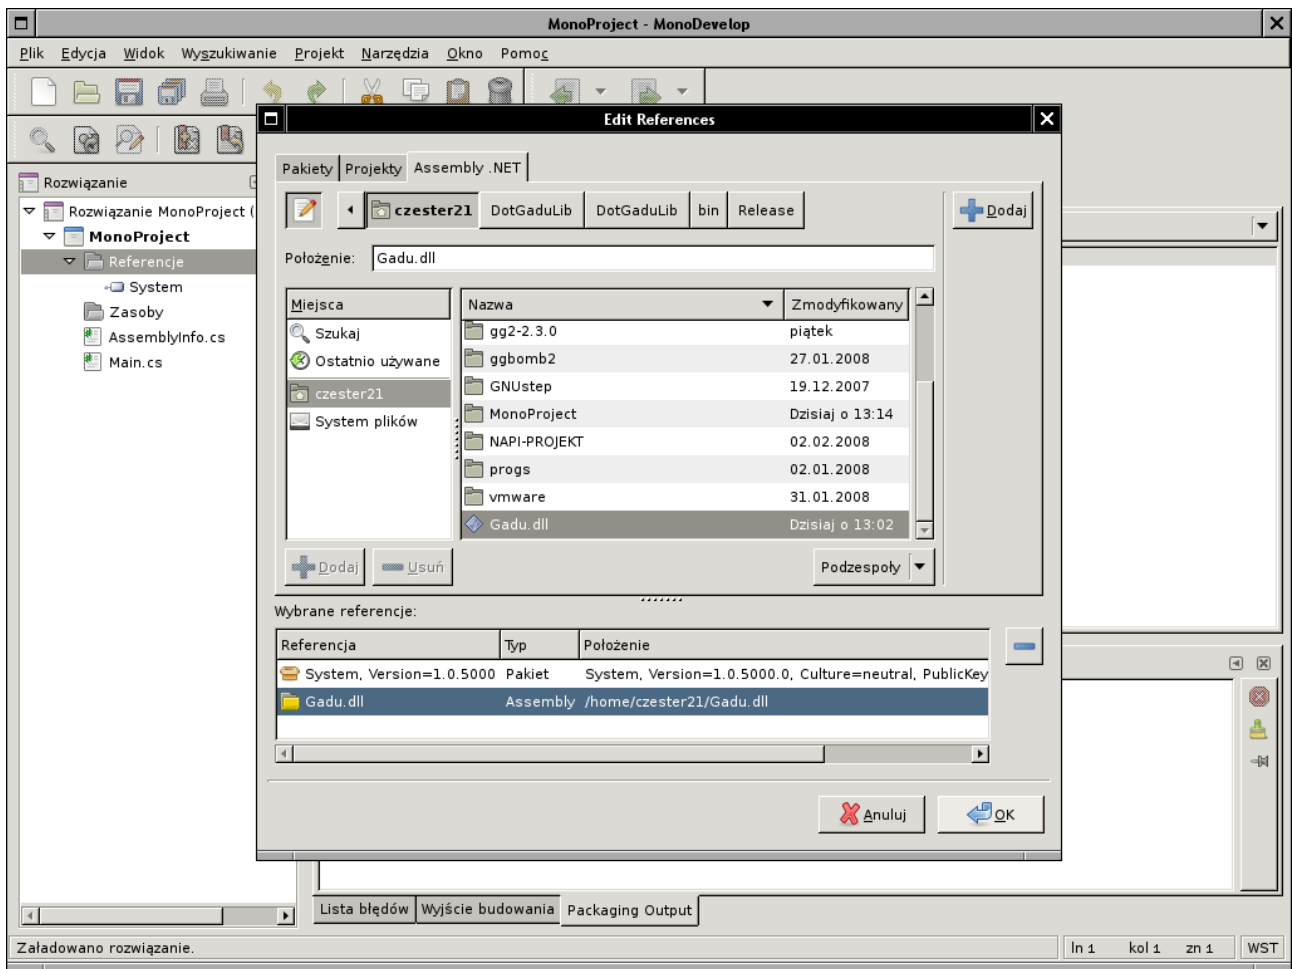 MonoProject - MonoDevelop
Plik Edycja Widok Wyszukiwanie Projekt Narzędzia Okno Pomoc
Edit References
Pakiety Projekty Assembly .NET
czester21 DotGaduLib DotGaduLib bin Release
Dodaj
Położenie: Gadu.dll
Miejsca
Szukaj
Ostatnio używane
czester21
System plików
Nazwa Zmodyfikowany
gg2-2.3.0 piątek
ggbomb2 27.01.2008
GNUstep 19.12.2007
MonoProject Dzisiaj o 13:14
NAPI-PROJEKT 02.02.2008
progs 02.01.2008
vmware 31.01.2008
Gadu.dll Dzisiaj o 13:02
Dodaj Usuń Podzespoły
Wybrane referencje:
Referencja Typ Położenie
System, Version=1.0.5000 Pakiet System, Version=1.0.5000.0, Culture=neutral, PublicKey
Gadu.dll Assembly /home/czester21/Gadu.dll
Anuluj OK
Rozwiązanie
Rozwiązanie MonoProject (
MonoProject
Referencje
System
Zasoby
AssemblyInfo.cs
Main.cs
Lista błędów Wyjście budowania Packaging Output
Załadowano rozwiązanie. ln 1 kol 1 zn 1 WST